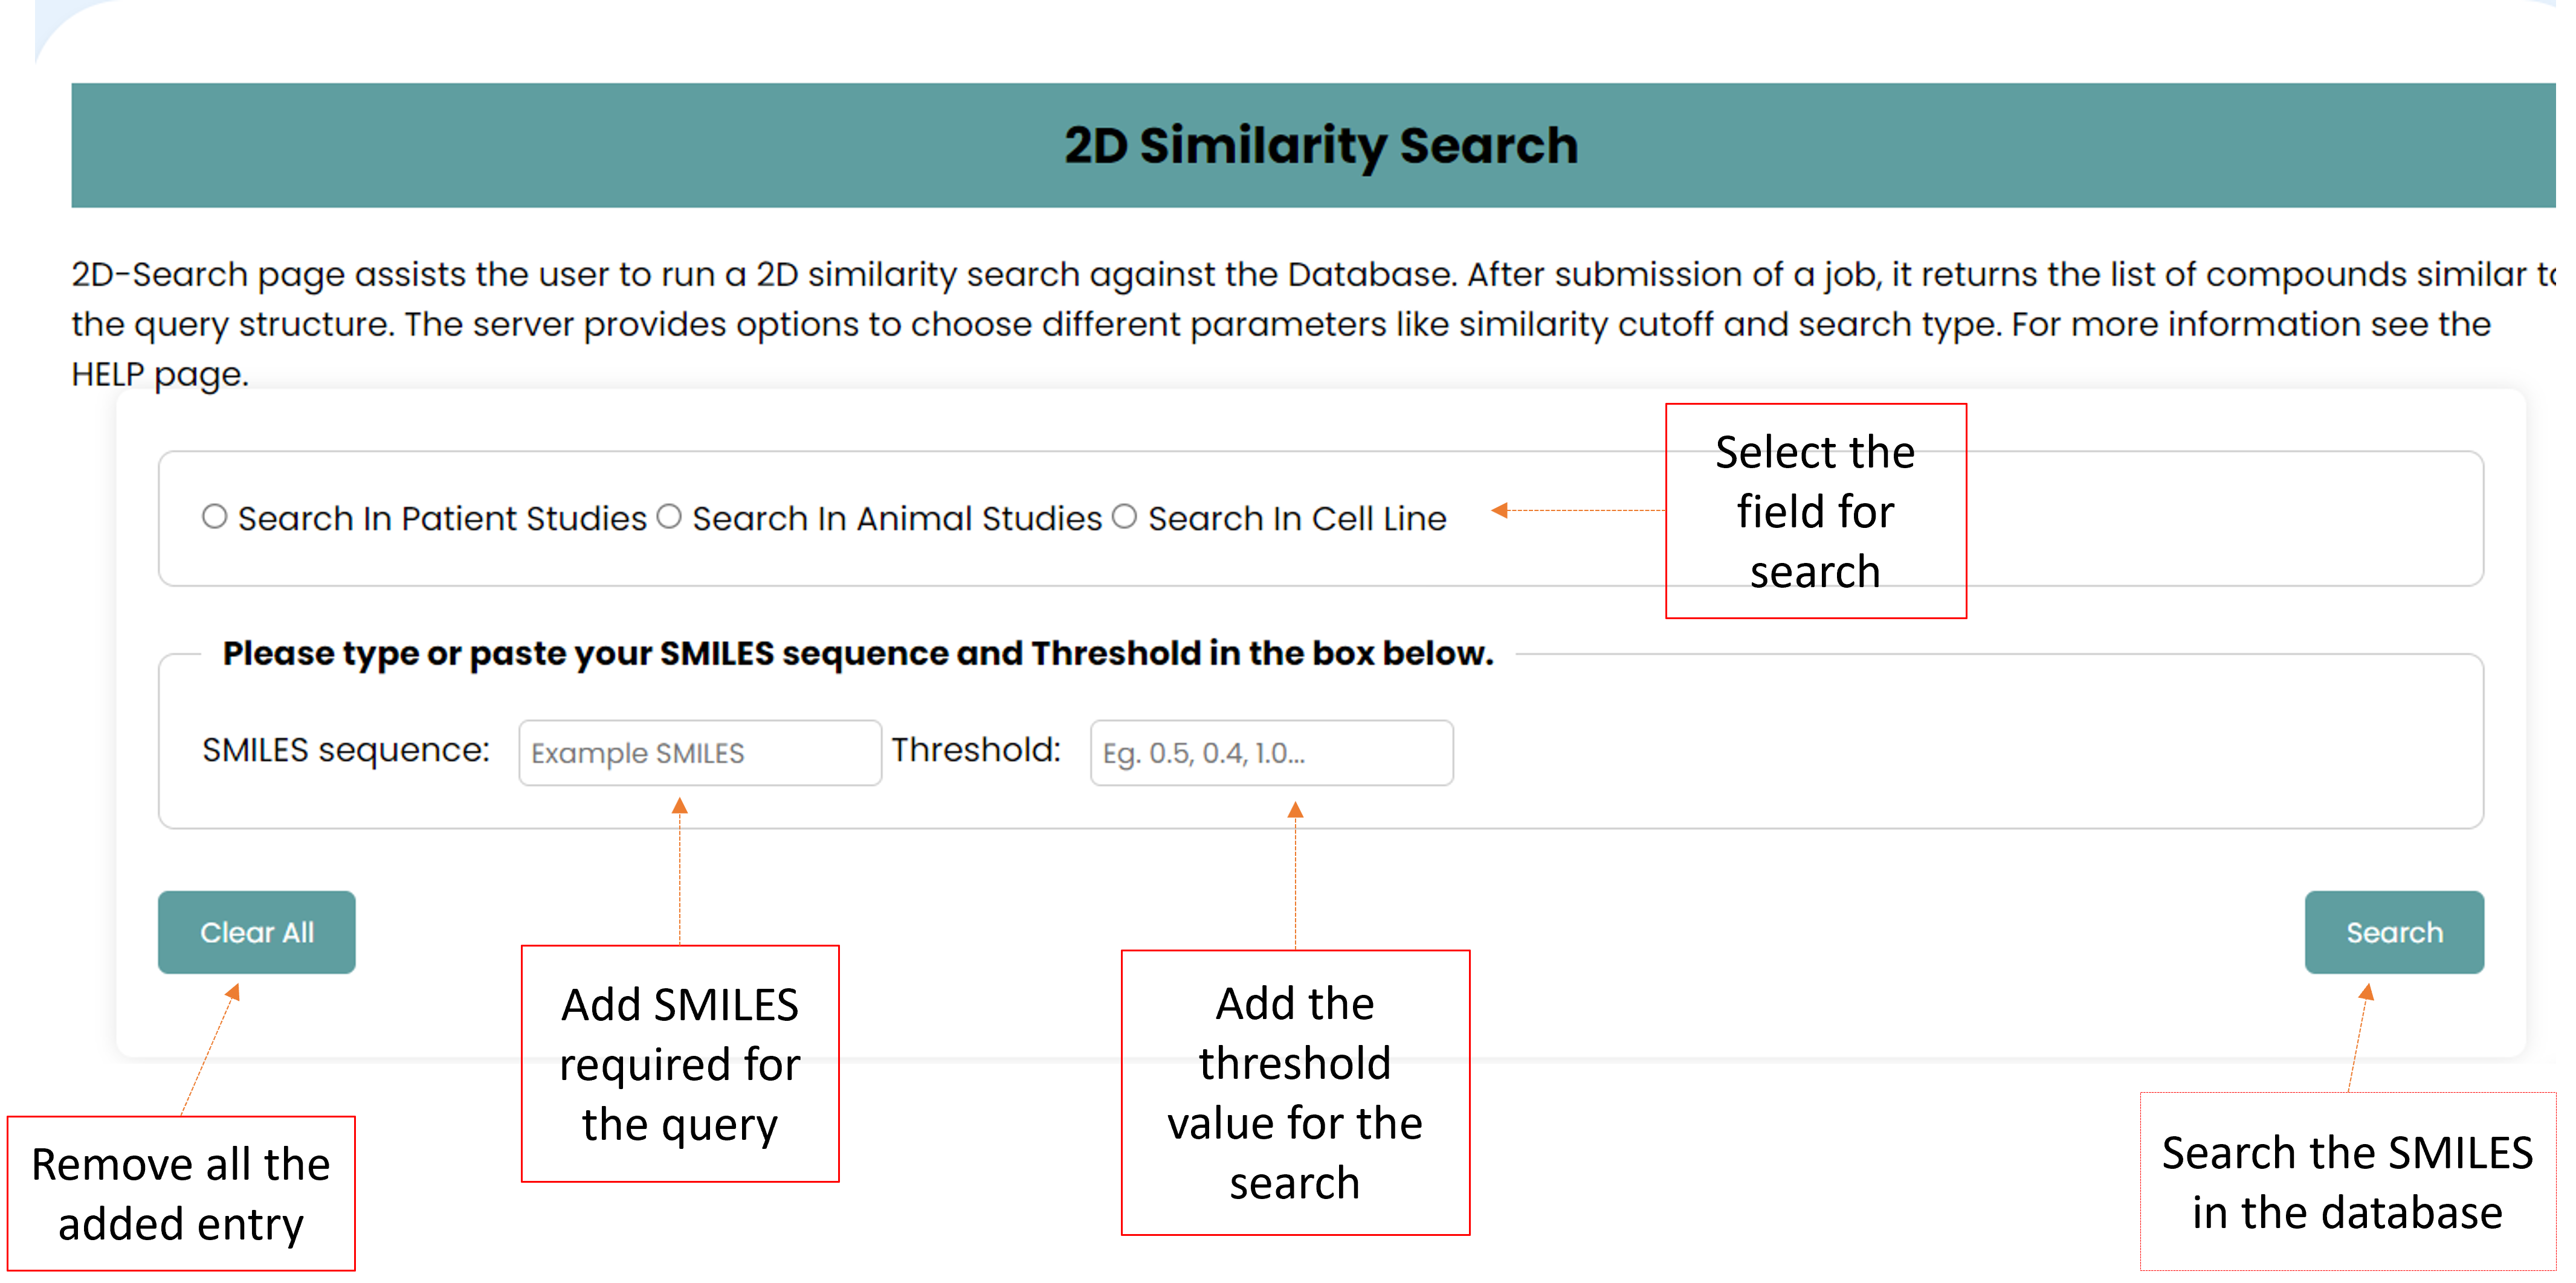 2D Similarity Search
2D-Search page assists the user to run a 2D similarity search against the Database. After submission of a job, it returns the list of compounds similar to
the query structure. The server provides options to choose different parameters like similarity cutoff and search type. For more information see the
HELP page.
Search In Patient Studies Search In Animal Studies Search In Cell Line
Select the
field for
search
Please type or paste your SMILES sequence and Threshold in the box below.
SMILES sequence: Example SMILES Threshold: Eg. 0.5, 0.4, 1.0...
Clear All
Search
Remove all the
added entry
Add SMILES
required for
the query
Add the
threshold
value for the
search
Search the SMILES
in the database